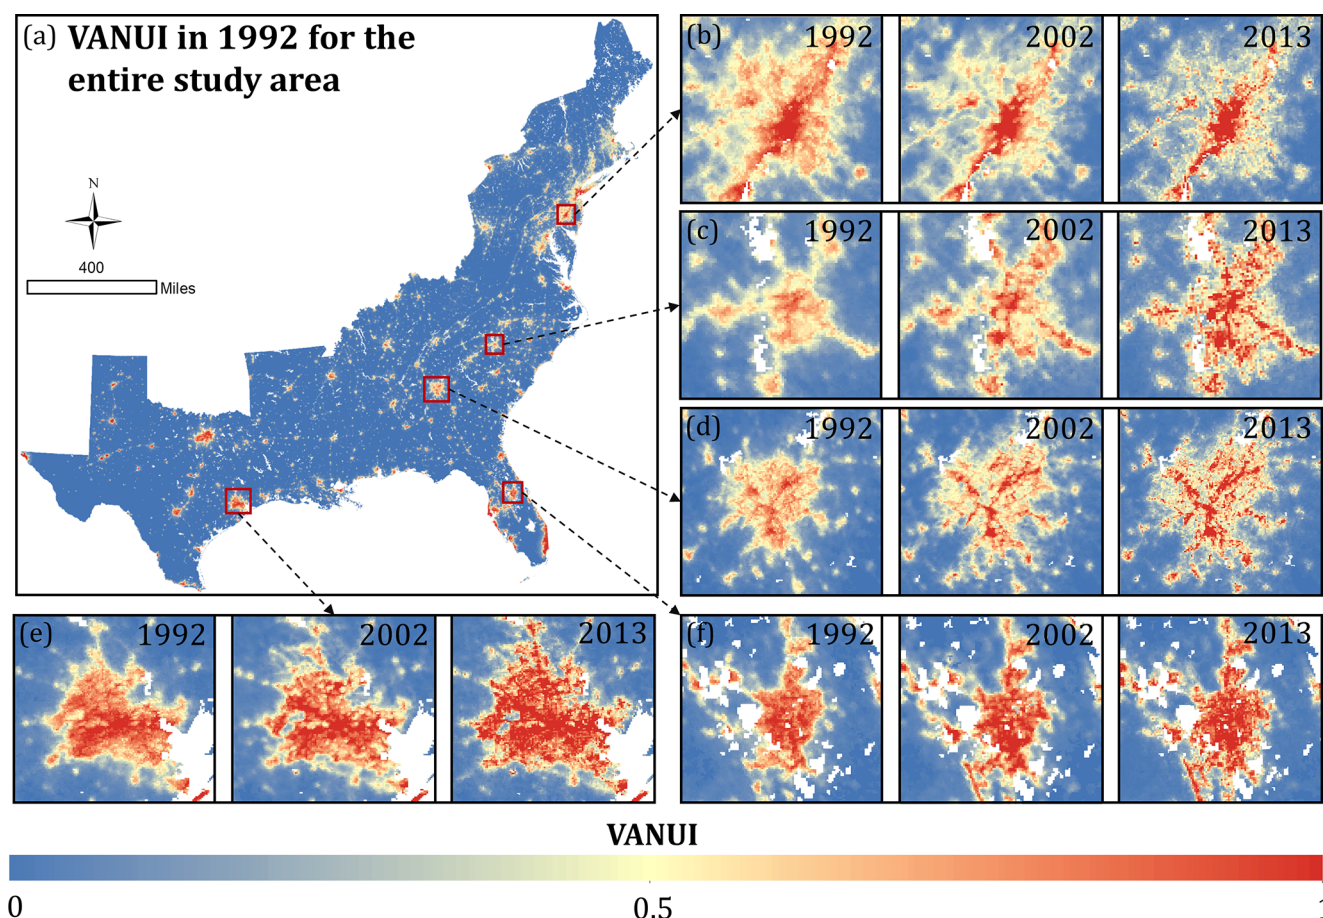 (a) VANUI in 1992 for the
entire study area
N
400
Miles
(b) 1992 2002 2013
(c) 1992 2002 2013
(d) 1992 2002 2013
(e) 1992 2002 2013
(f) 1992 2002 2013
VANUI
0 0.5